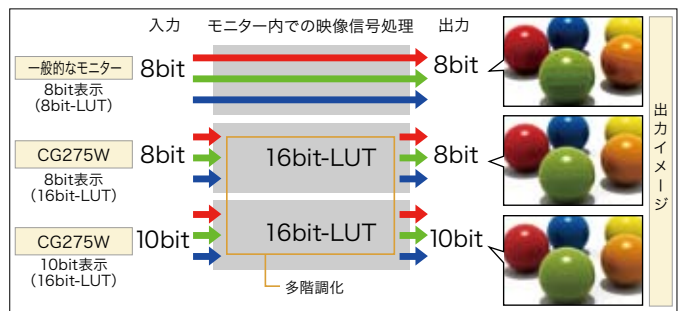 入力 モニター内での映像信号処理 出力
一般的なモニター 8bit 8bit
8bit表示
(8bit-LUT)
CG275W 8bit 16bit-LUT 8bit
8bit表示
(16bit-LUT)
CG275W 10bit 16bit-LUT 10bit
10bit表示
(16bit-LUT)
多階調化
出力イメージ